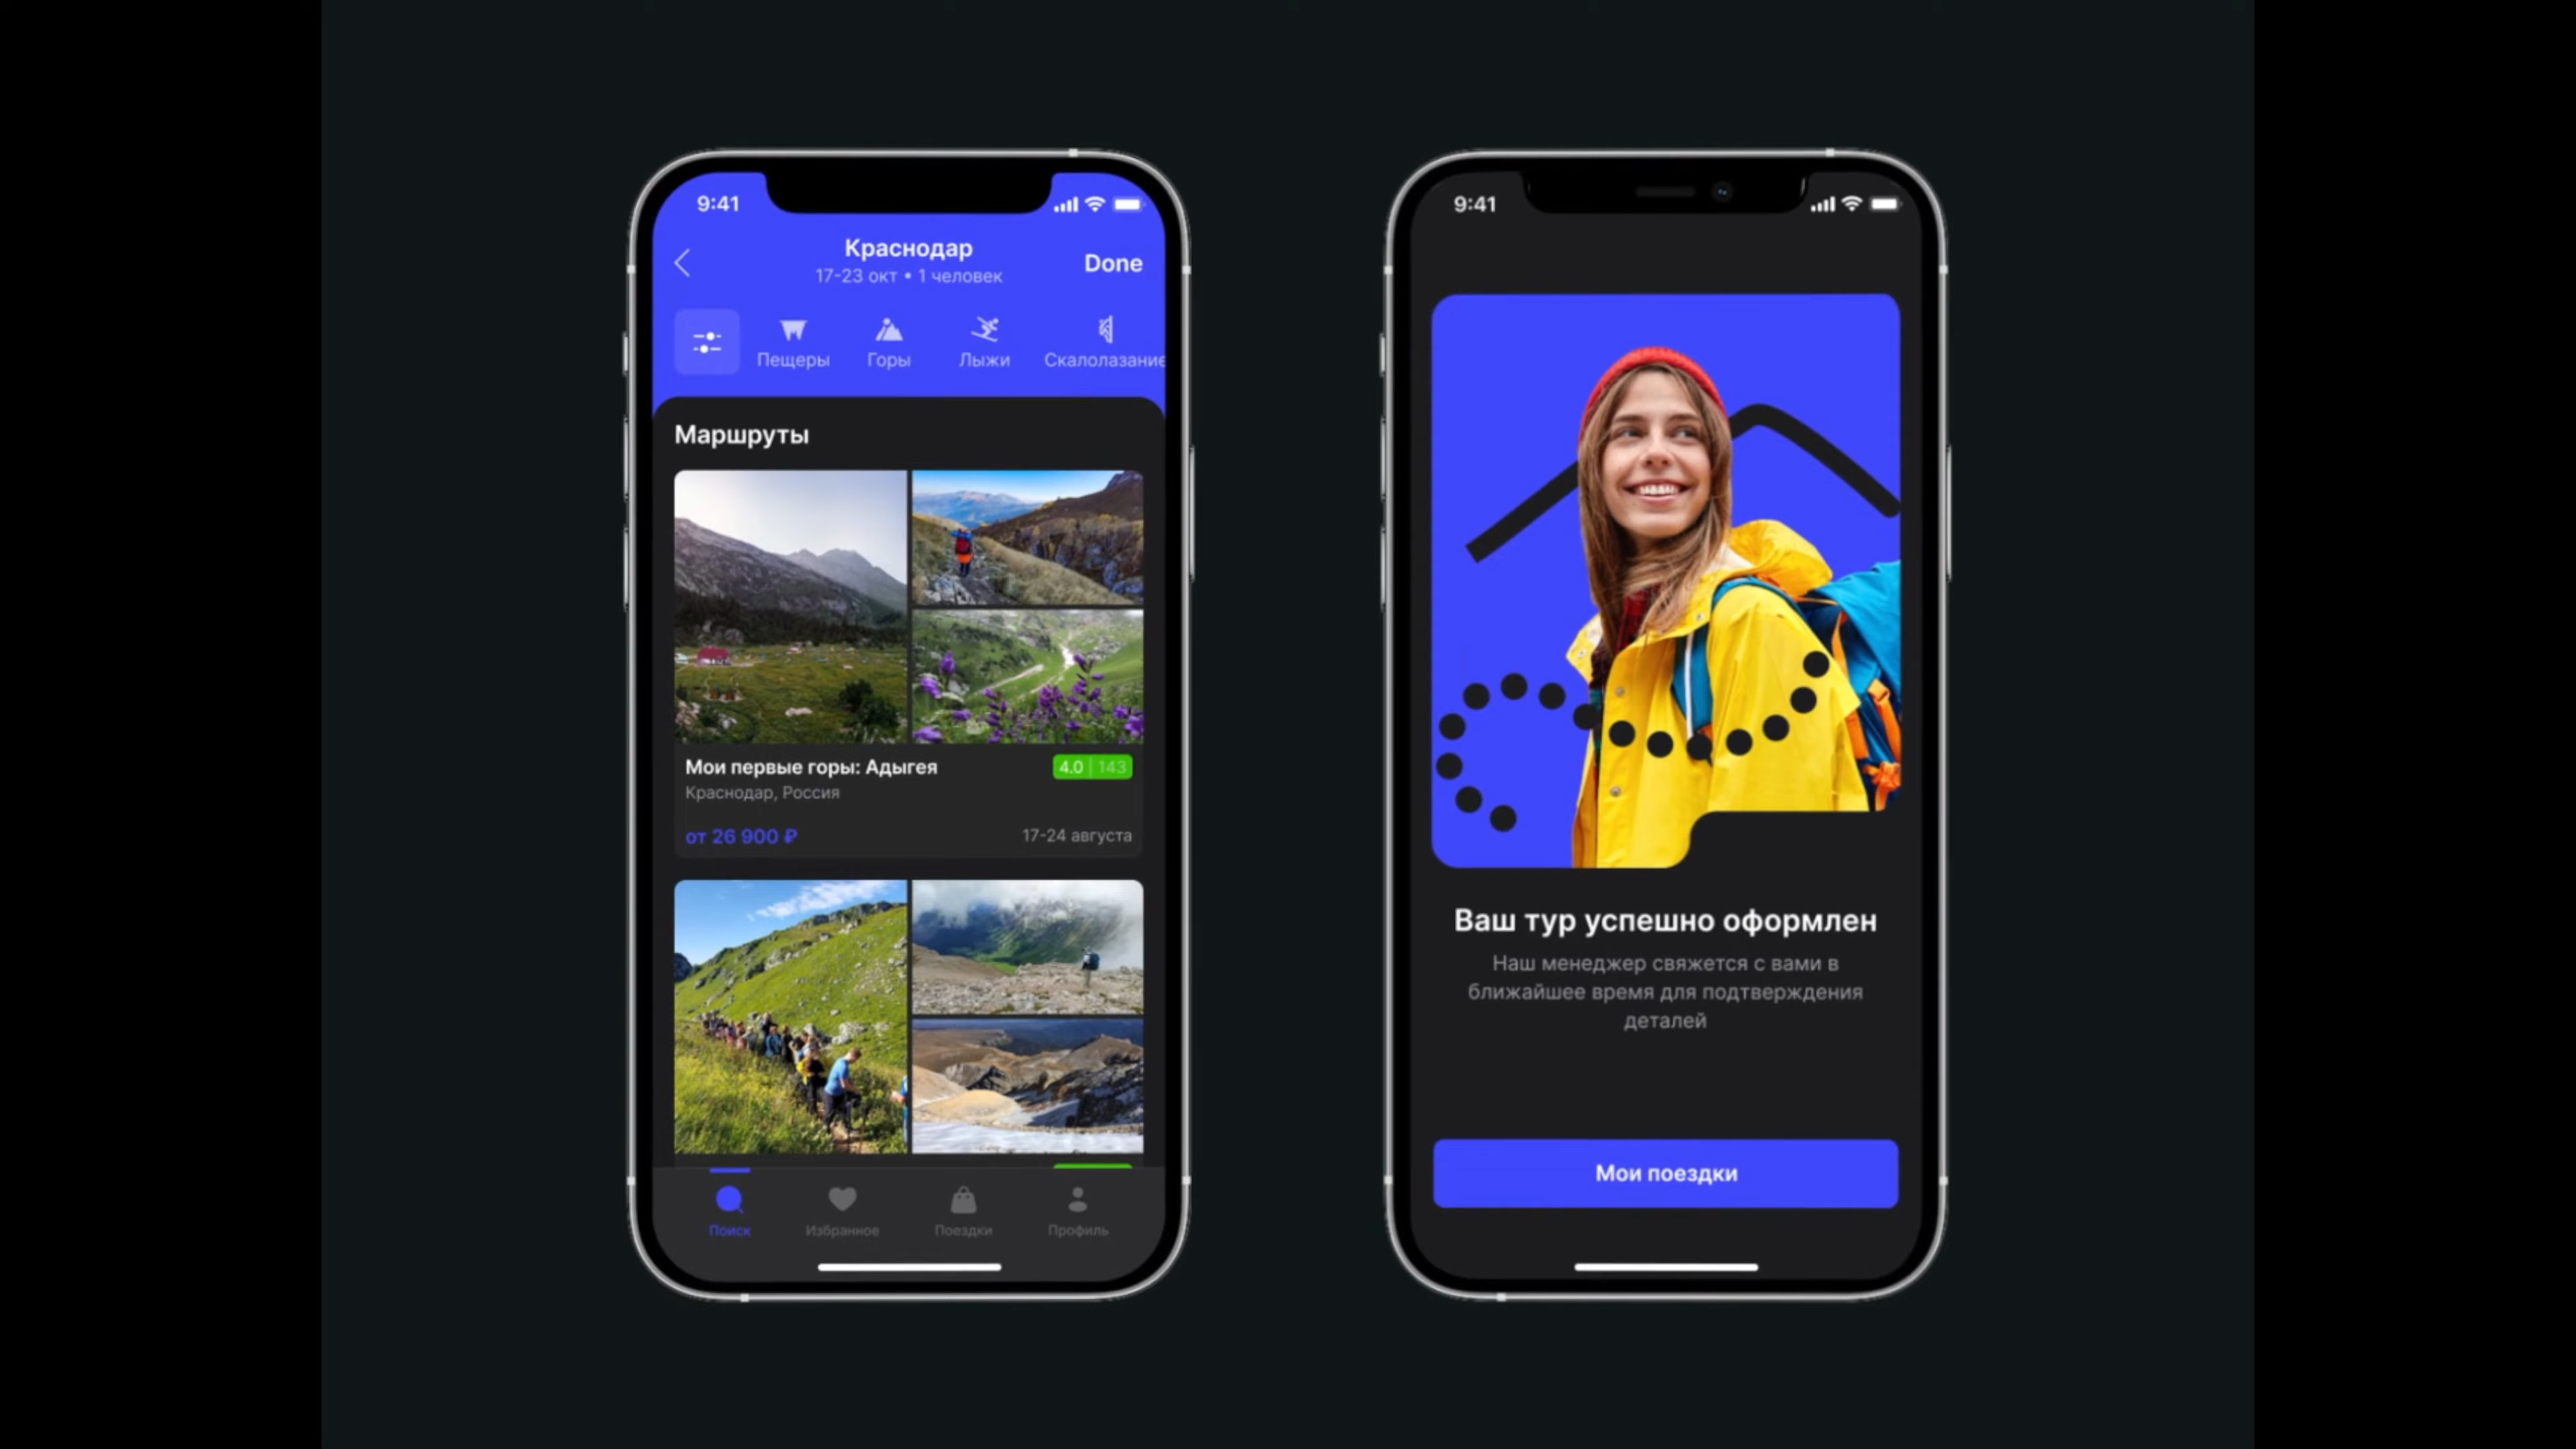 9:41
Краснодар
17-23 окт • 1 человек
Done
Пещеры
Горы
Лыжи
Скалолазание
Маршруты
Мои первые горы: Адыгея
4.0 | 143
Краснодар, Россия
от 26 900 ₽
17-24 августа
Поиск
Избранное
Поездки
Профиль
9:41
Ваш тур успешно оформлен
Наш менеджер свяжется с вами в
ближайшее время для подтверждения
деталей
Мои поездки